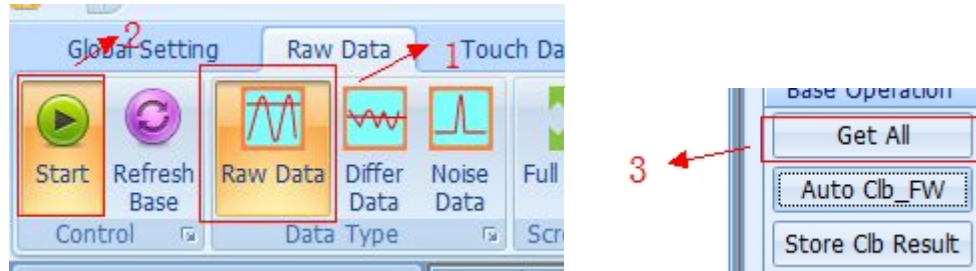 2
1
Global Setting
Raw Data
Touch Da
Start
Refresh
Base
Raw Data
Differ
Data
Noise
Data
Full
Control
Data Type
Scr
3
Base Operation
Get All
Auto Clb_FW
Store Clb Result